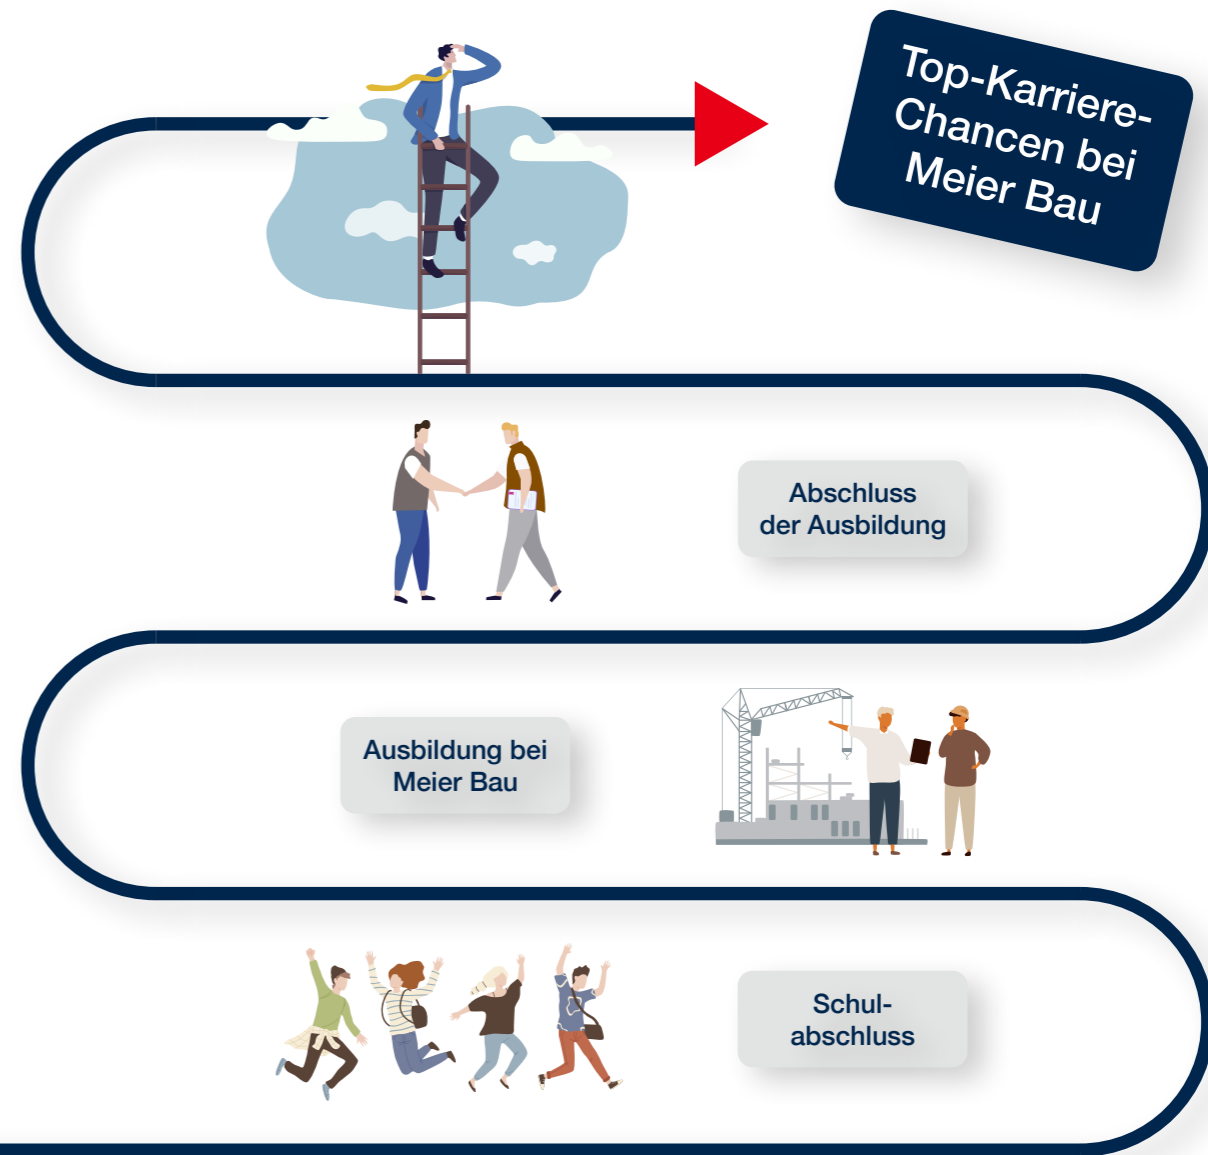 Top-Karriere-
Chancen bei
Meier Bau
Abschluss
der Ausbildung
Ausbildung bei
Meier Bau
Schul-
abschluss